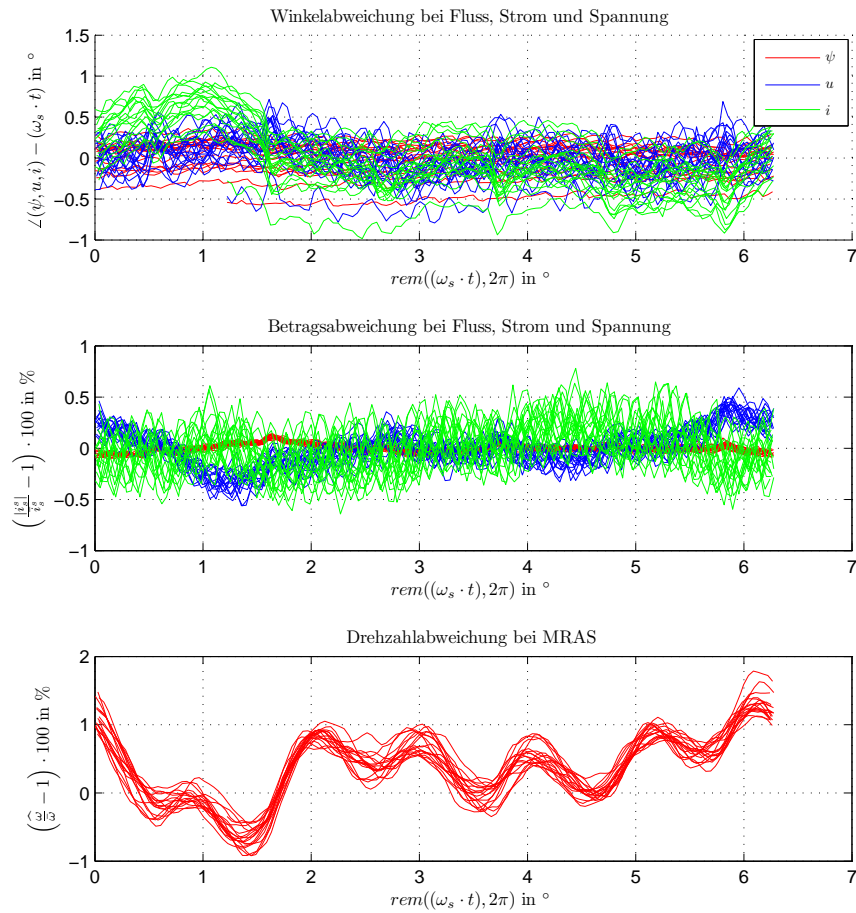 Winkelabweichung bei Fluss, Strom und Spannung
∠(ψ, u, i) − (ω_s · t) in °
1.5
1
0.5
0
−0.5
−1
ψ
u
i
0 1 2 3 4 5 6 7
rem((ω_s · t), 2π) in °
Betragsabweichung bei Fluss, Strom und Spannung
(|i_s^s|/i_s^s − 1) · 100 in %
1
0.5
0
−0.5
−1
0 1 2 3 4 5 6 7
rem((ω_s · t), 2π) in °
Drehzahlabweichung bei MRAS
(ω̂/ω − 1) · 100 in %
2
1
0
−1
0 1 2 3 4 5 6 7
rem((ω_s · t), 2π) in °